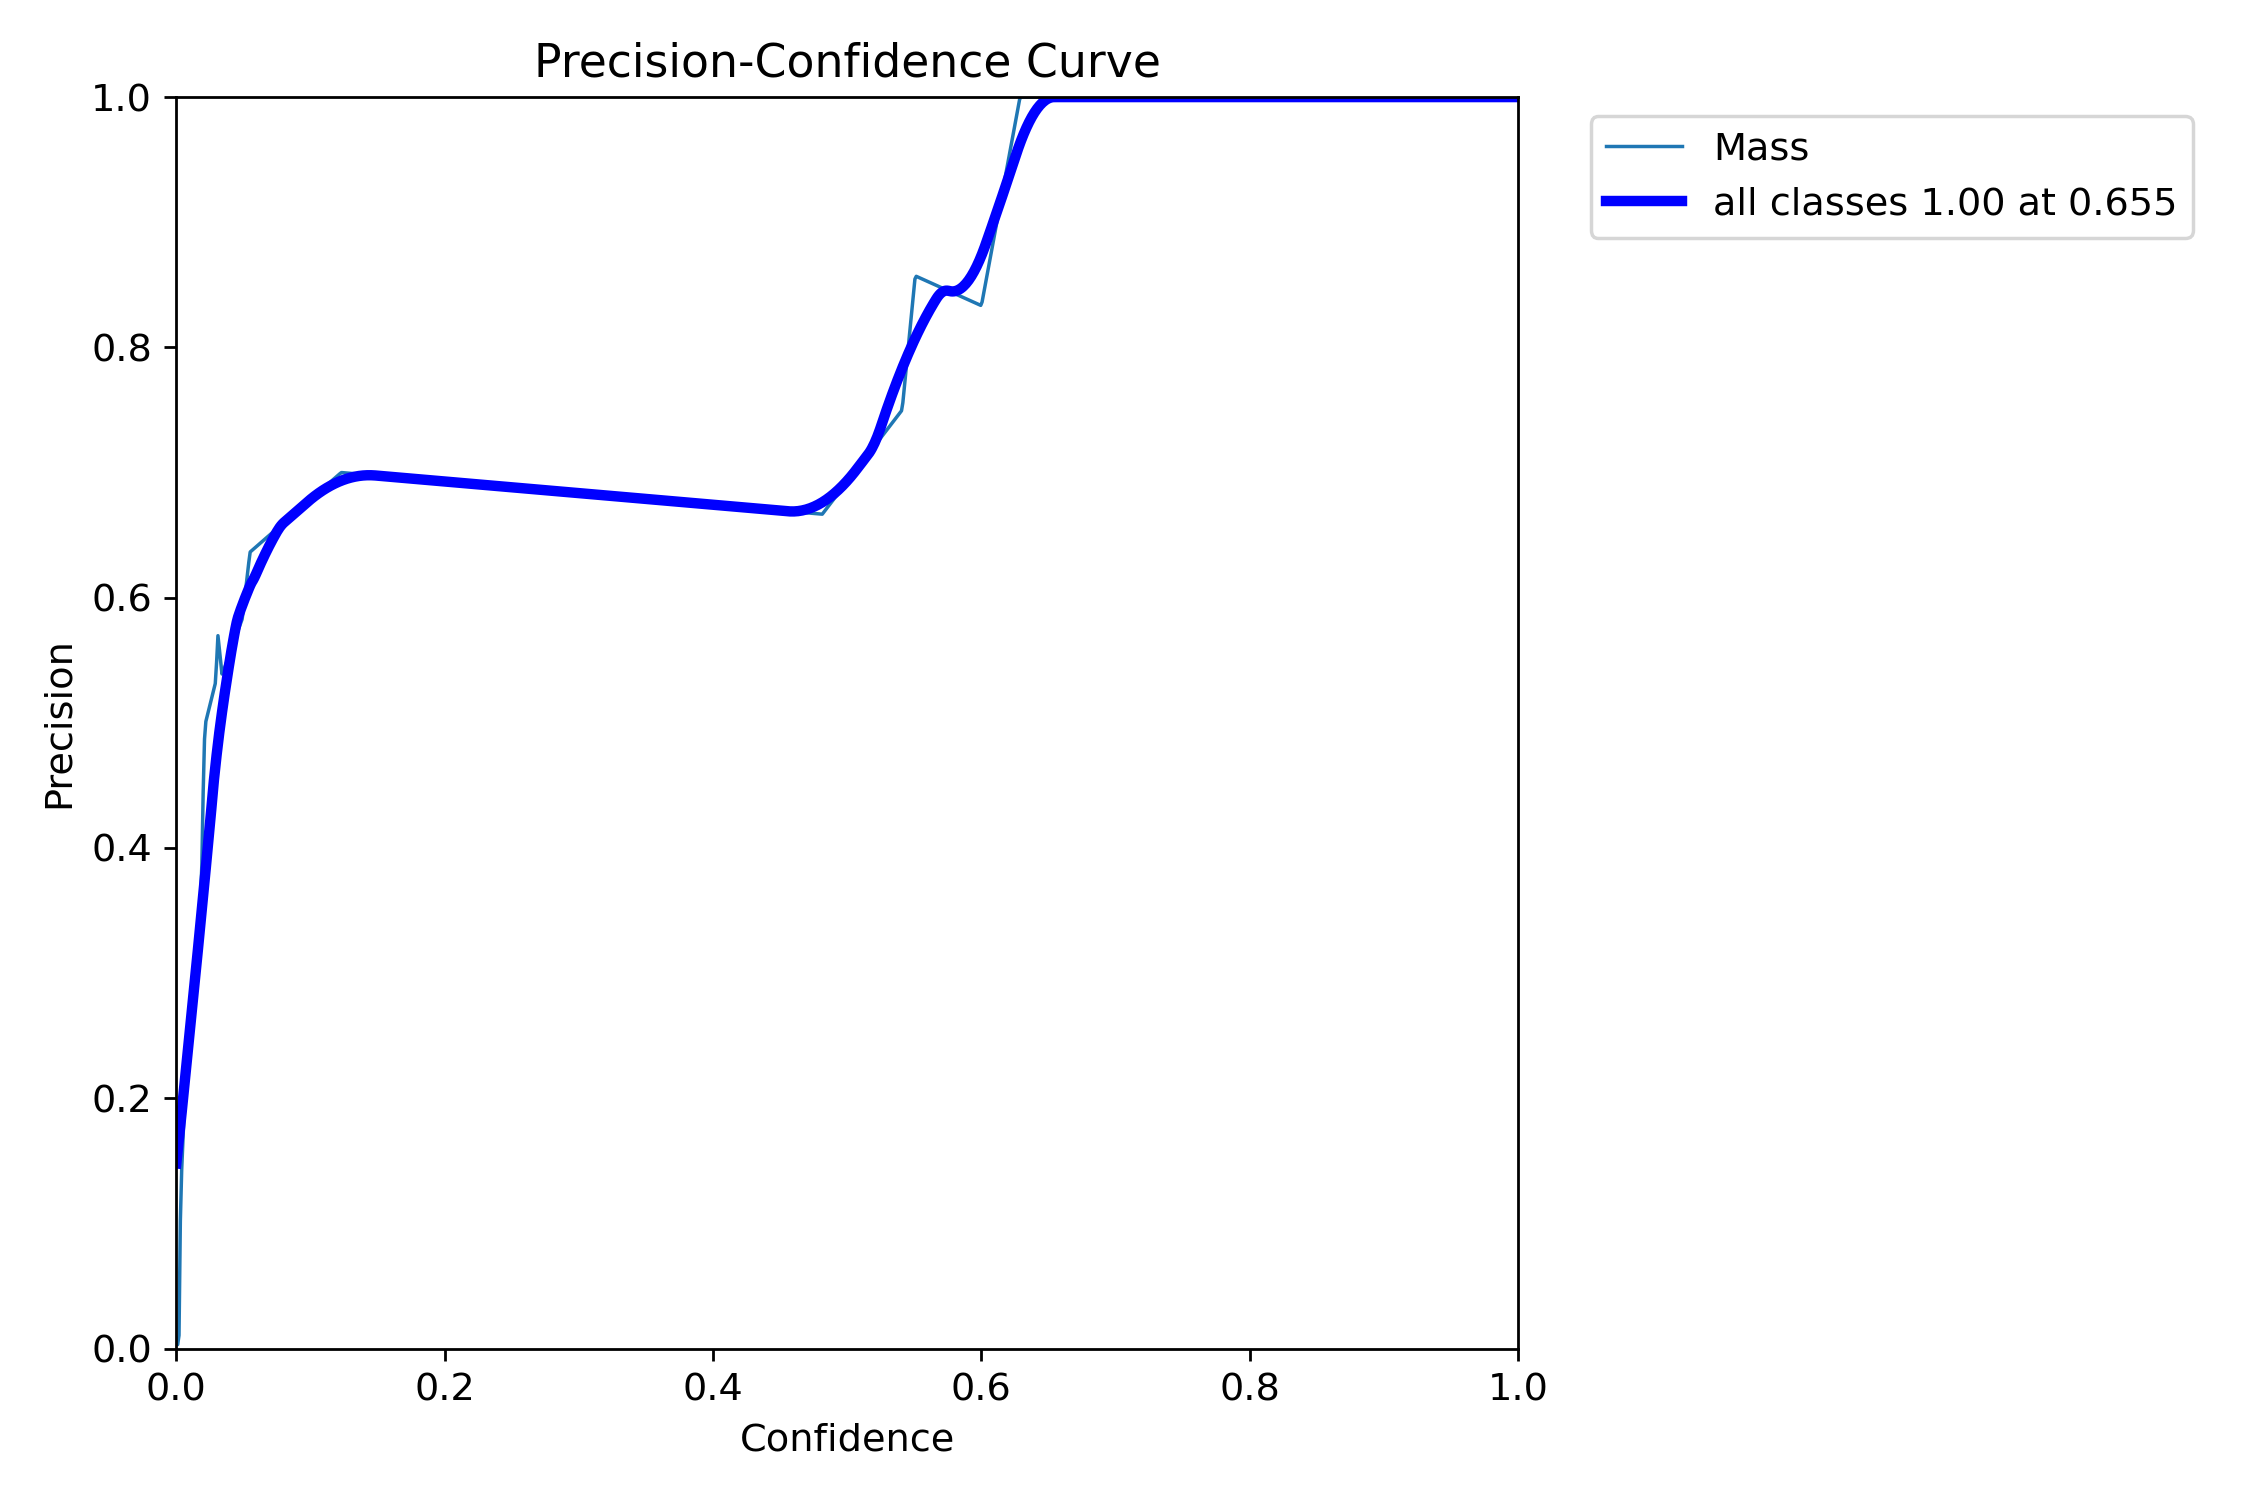 Precision-Confidence Curve
1.0
0.8
0.6
0.4
0.2
0.0
Precision
0.0 0.2 0.4 0.6 0.8 1.0
Confidence
Mass
all classes 1.00 at 0.655